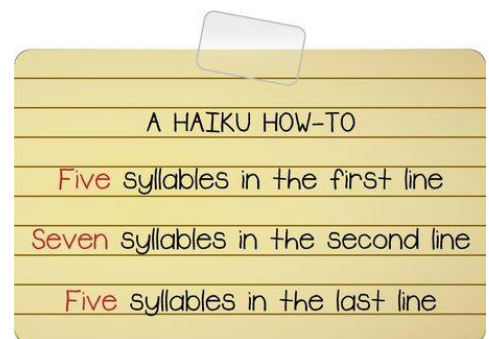 A HAIKU HOW-TO
Five syllables in the first line
Seven syllables in the second line
Five syllables in the last line